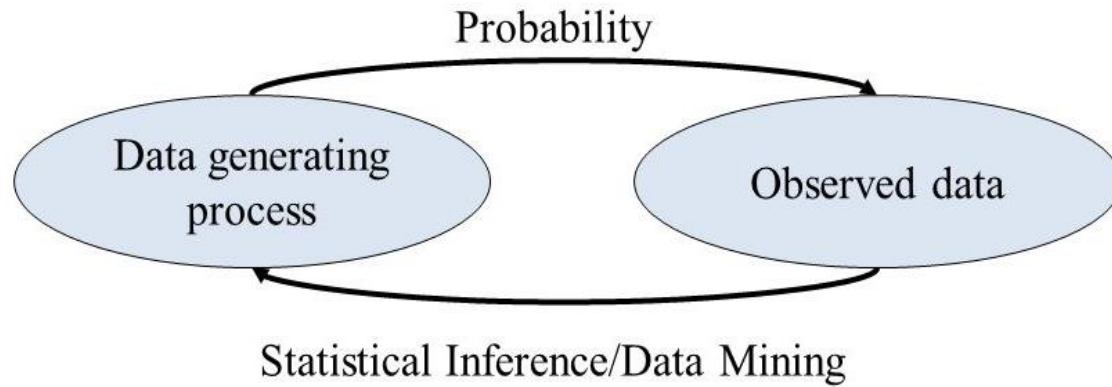 Probability
Data generating
process
Observed data
Statistical Inference/Data Mining